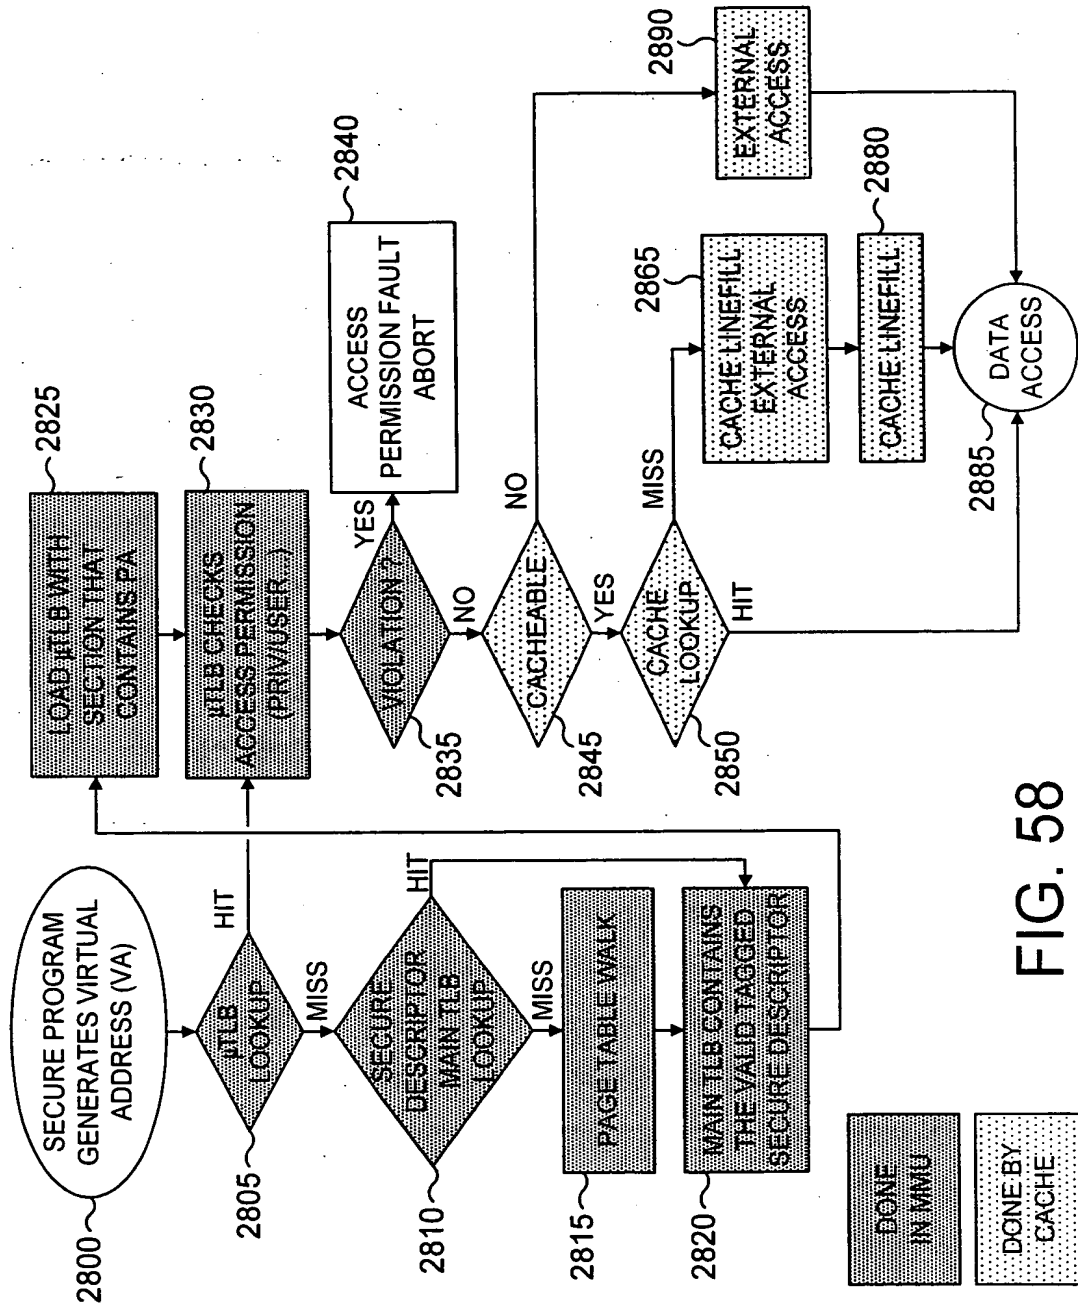 SECURE PROGRAM
GENERATES VIRTUAL
ADDRESS (VA)
2800
µTLB
LOOKUP
2805
HIT
MISS
SECURE
DESCRIPTOR
MAIN TLB
LOOKUP
2810
HIT
MISS
PAGE TABLE WALK
2815
MAIN TLB CONTAINS
THE VALID TAGGED
SECURE DESCRIPTOR
2820
LOAD µTLB WITH
SECTION THAT
CONTAINS PA
2825
µTLB CHECKS
ACCESS PERMISSION
(PRIV/USER...)
2830
VIOLATION ?
2835
YES
NO
ACCESS
PERMISSION FAULT
ABORT
2840
CACHEABLE
2845
NO
YES
CACHE
LOOKUP
2850
MISS
HIT
CACHE LINEFILL
EXTERNAL
ACCESS
2865
CACHE LINEFILL
2880
EXTERNAL
ACCESS
2890
DATA
ACCESS
2885
DONE
IN MMU
DONE BY
CACHE
FIG. 58